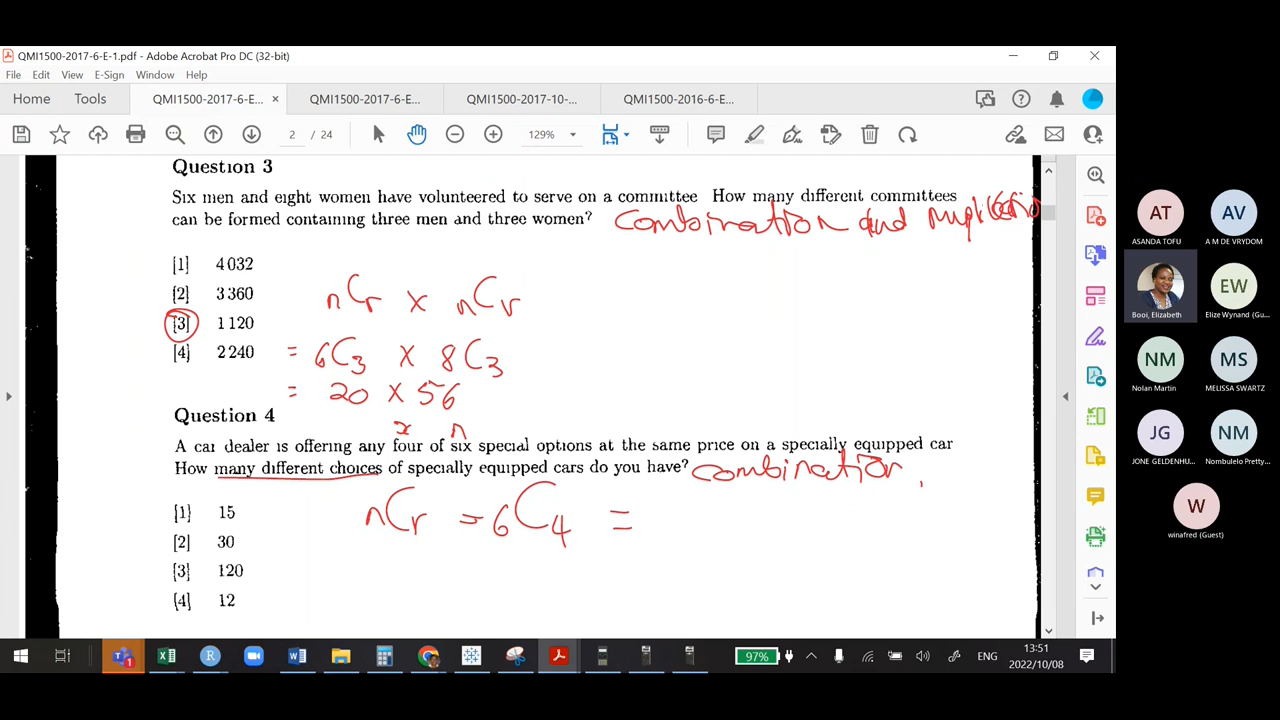 QMI1500-2017-6-E-1.pdf - Adobe Acrobat Pro DC (32-bit)
File Edit View E-Sign Window Help
Home Tools QMI1500-2017-6-E... × QMI1500-2017-6-E... QMI1500-2017-10-... QMI1500-2016-6-E...
2 / 24 129%
Question 3
Six men and eight women have volunteered to serve on a committee How many different committees
can be formed containing three men and three women?
combination and
[1] 4 032
[2] 3 360
nCr × nCr
[3] 1 120
[4] 2 240
= 6C3 × 8C3
= 20 × 56
Question 4
n
A car dealer is offering any four of six special options at the same price on a specially equipped car
How many different choices of specially equipped cars do you have?
combination
[1] 15
nCr = 6C4 =
[2] 30
[3] 120
[4] 12
AT
ASANDA TOFU
AV
A M DE VRYDOM
Booi, Elizabeth
EW
Elize Wynand (Gu...
NM
Nolan Martin
MS
MELISSA SWARTZ
JG
JONE GELDENHU...
NM
Nombulelo Pretty...
W
winafred (Guest)
97%
ENG
13:51
2022/10/08